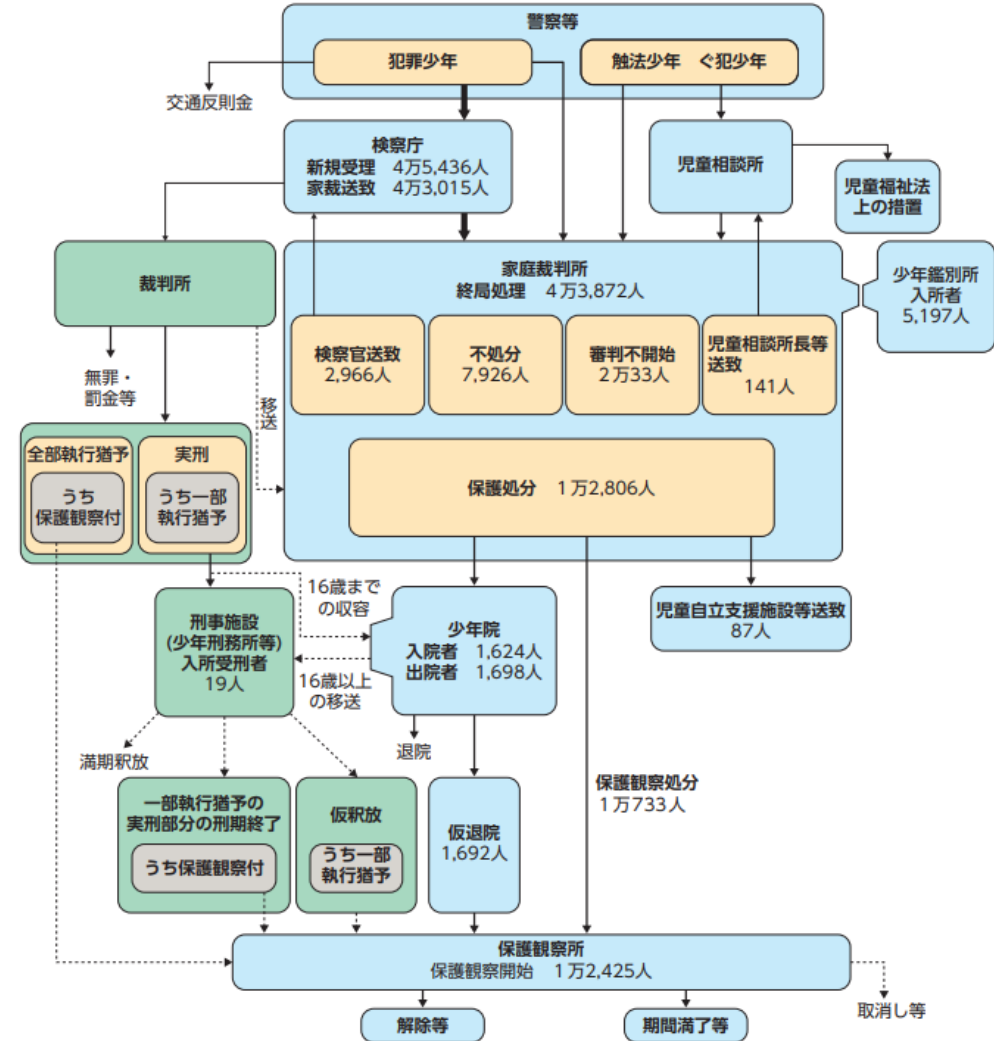 警察等
犯罪少年
触法少年 ぐ犯少年
交通反則金
検察庁
新規受理 4万5,436人
家裁送致 4万3,015人
児童相談所
児童福祉法
上の措置
裁判所
家庭裁判所
終局処理 4万3,872人
少年鑑別所
入所者
5,197人
検察官送致
2,966人
不処分
7,926人
審判不開始
2万33人
児童相談所長等
送致
141人
無罪・
罰金等
移送
全部執行猶予
うち
保護観察付
実刑
うち一部
執行猶予
保護処分 1万2,806人
16歳まで
の収容
刑事施設
(少年刑務所等)
入所受刑者
19人
少年院
入院者 1,624人
出院者 1,698人
児童自立支援施設等送致
87人
16歳以上
の移送
満期釈放
退院
保護観察処分
1万733人
一部執行猶予の
実刑部分の刑期終了
うち保護観察付
仮釈放
うち一部
執行猶予
仮退院
1,692人
保護観察所
保護観察開始 1万2,425人
取消し等
解除等
期間満了等